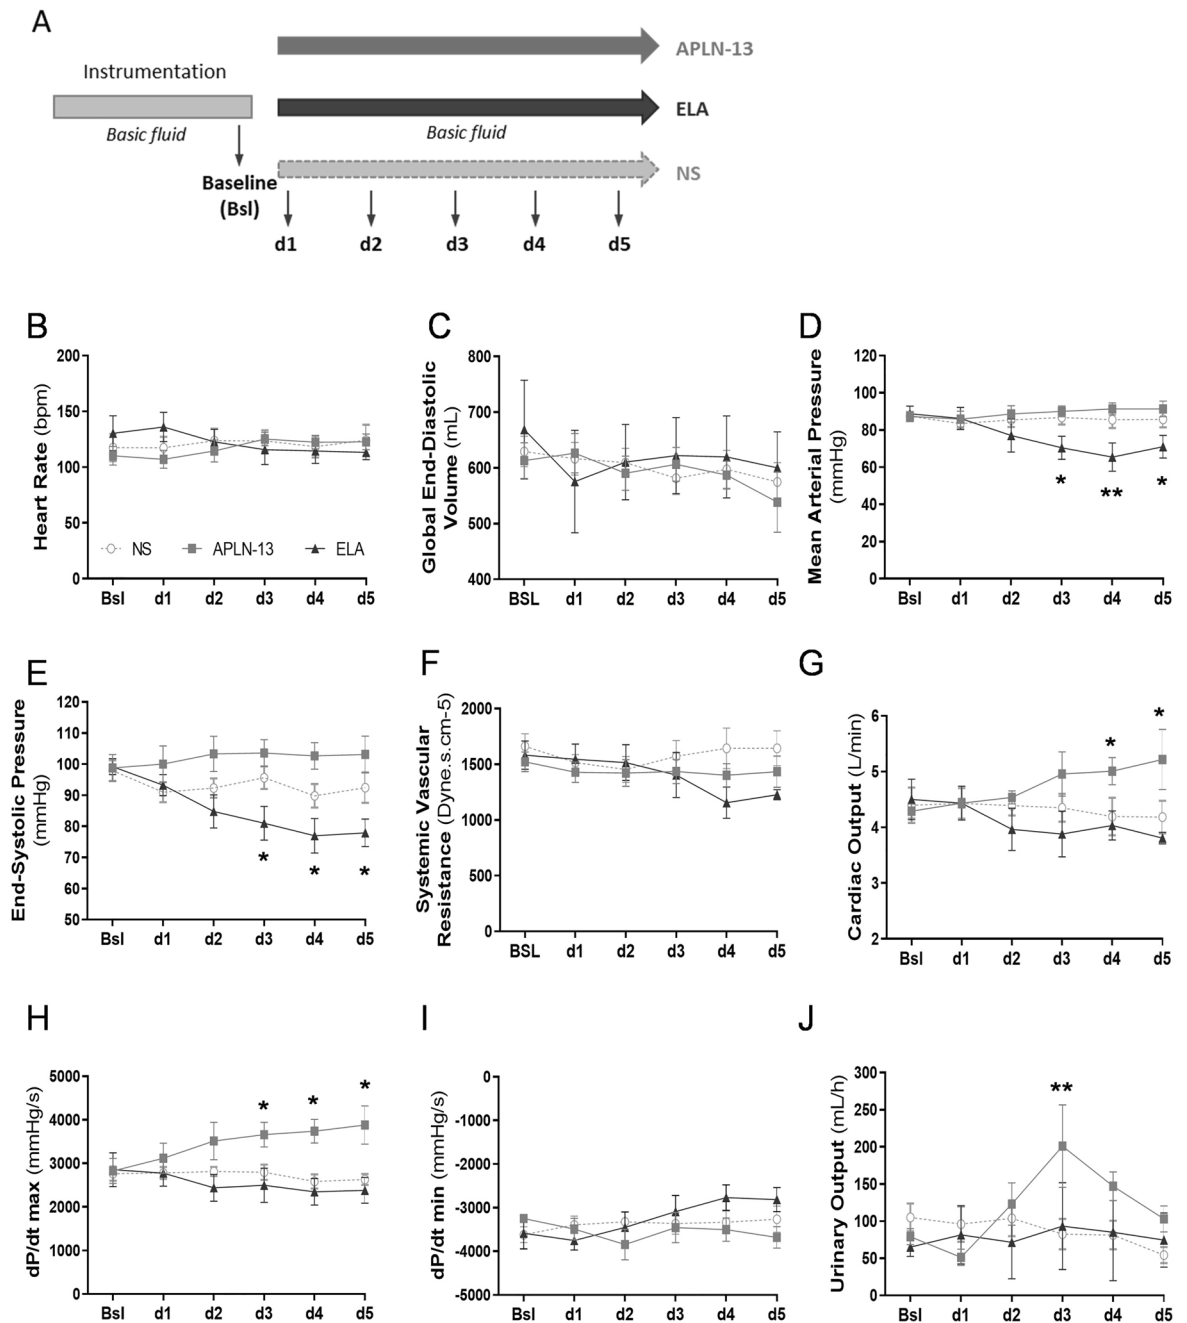 A
Instrumentation
Basic fluid
Baseline
(Bsl)
APLN-13
ELA
Basic fluid
NS
d1 d2 d3 d4 d5
B
Heart Rate (bpm)
200
150
100
50
0
NS APLN-13 ELA
Bsl d1 d2 d3 d4 d5
C
Global End-Diastolic
Volume (mL)
800
700
600
500
400
BSL d1 d2 d3 d4 d5
D
Mean Arterial Pressure
(mmHg)
120
100
80
60
40
20
0
* ** *
Bsl d1 d2 d3 d4 d5
E
End-Systolic Pressure
(mmHg)
120
110
100
90
80
70
60
50
* * *
Bsl d1 d2 d3 d4 d5
F
Systemic Vascular
Resistance (Dyne.s.cm-5)
2000
1500
1000
500
0
BSL d1 d2 d3 d4 d5
G
Cardiac Output (L/min)
6
5
4
3
2
* *
Bsl d1 d2 d3 d4 d5
H
dP/dt max (mmHg/s)
5000
4000
3000
2000
1000
0
* * *
Bsl d1 d2 d3 d4 d5
I
dP/dt min (mmHg/s)
0
-1000
-2000
-3000
-4000
-5000
Bsl d1 d2 d3 d4 d5
J
Urinary Output (mL/h)
300
250
200
150
100
50
0
**
Bsl d1 d2 d3 d4 d5